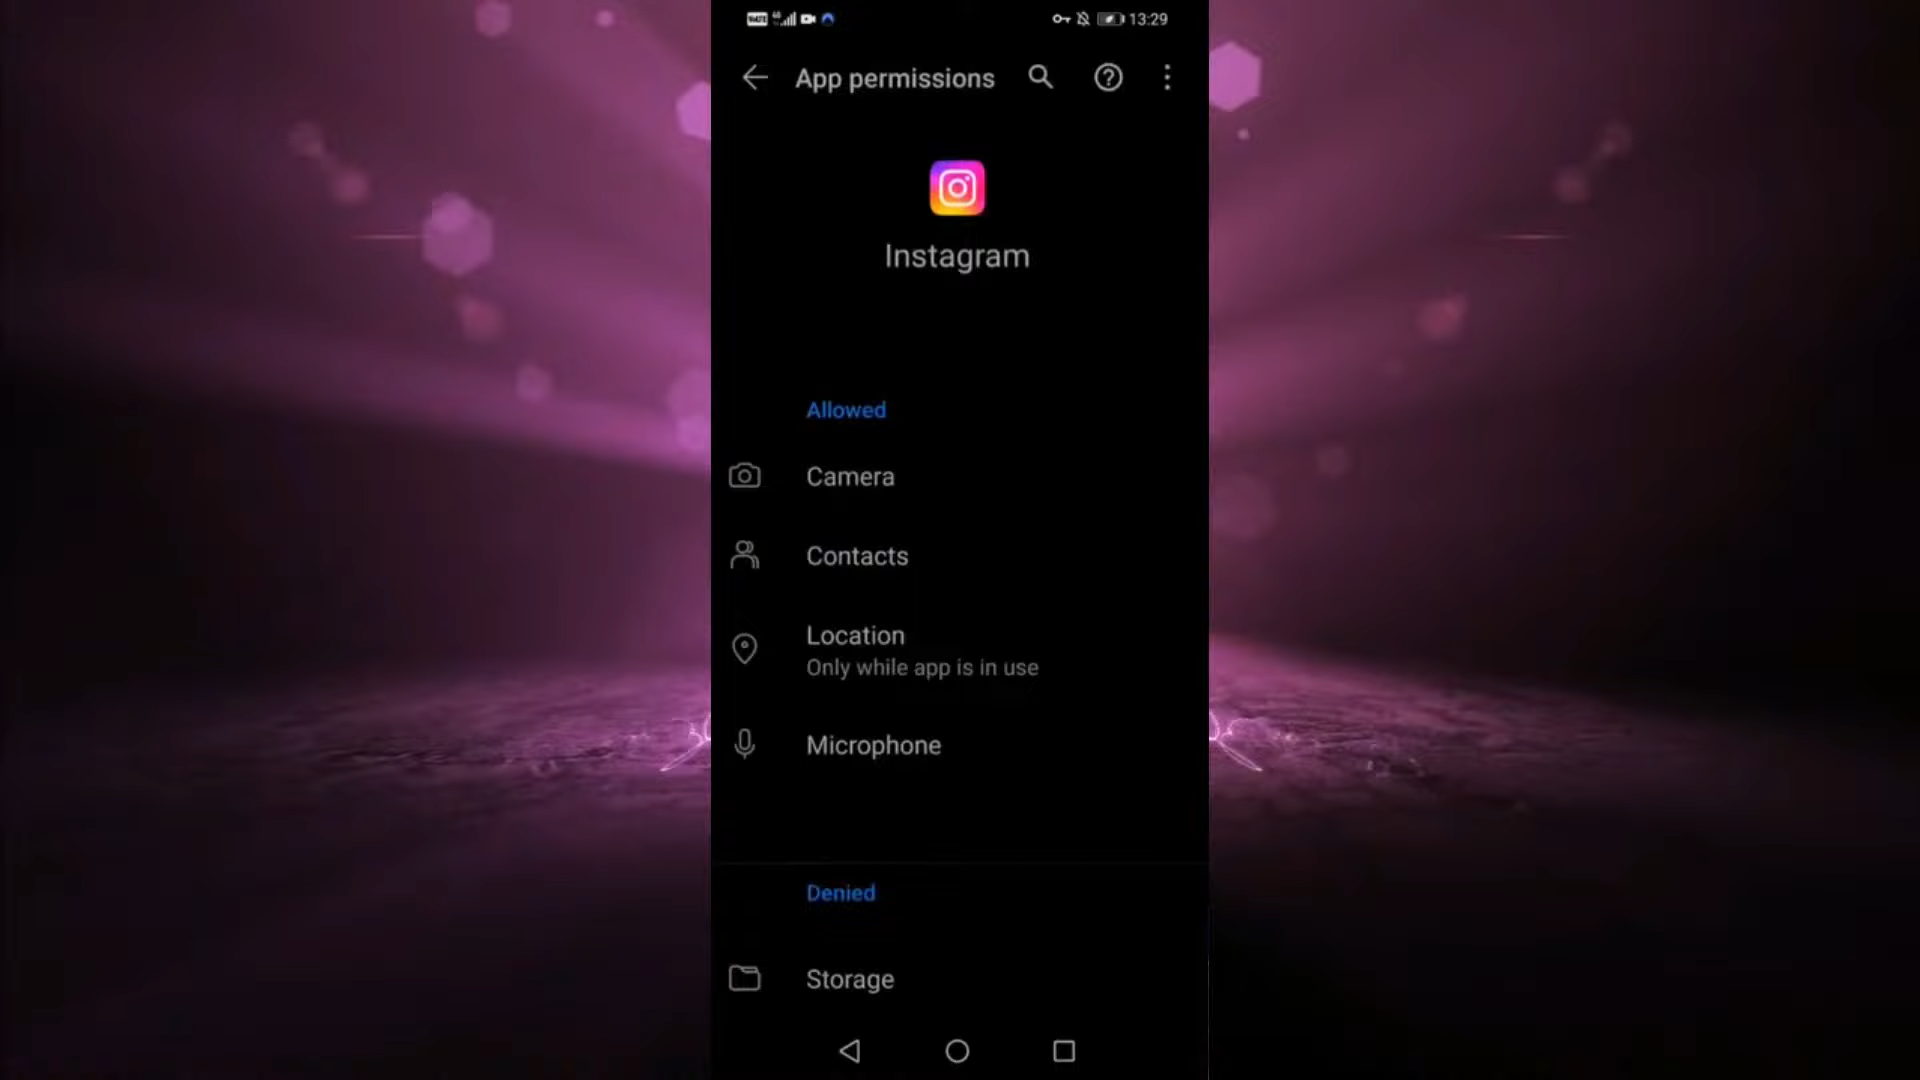 13:29
App permissions
Instagram
Allowed
Camera
Contacts
Location
Only while app is in use
Microphone
Denied
Storage